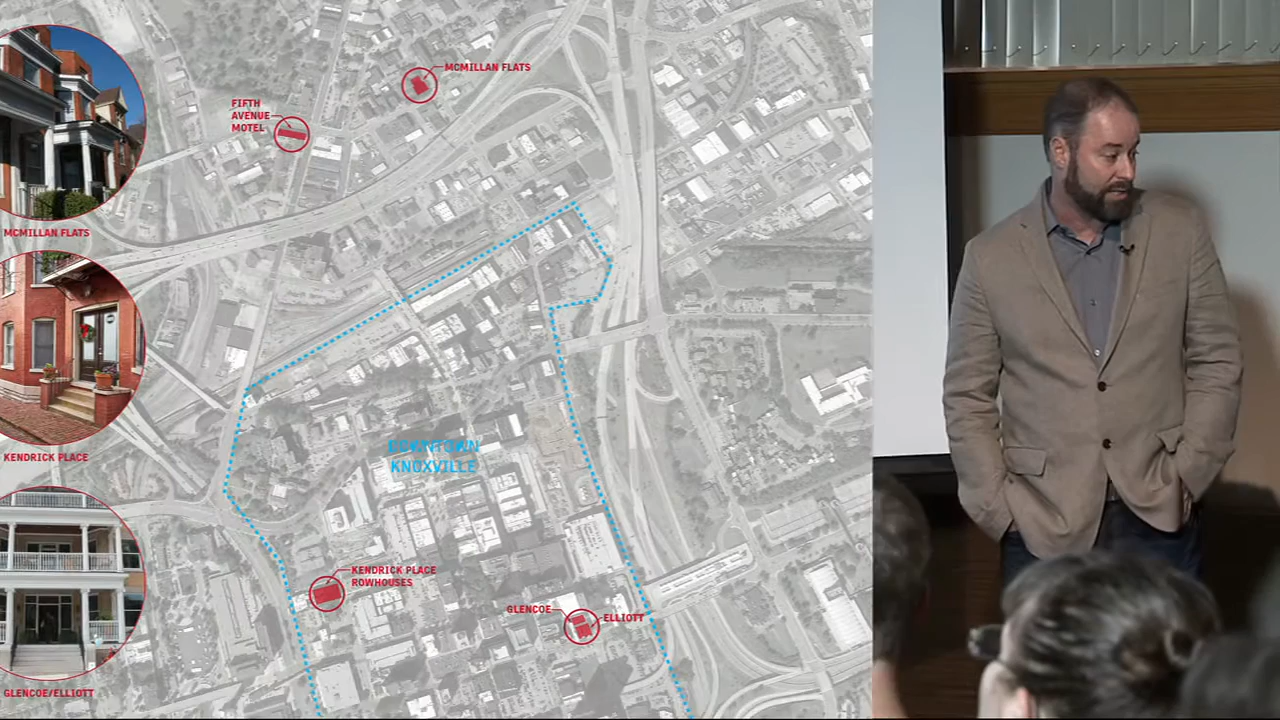 MCMILLAN FLATS
FIFTH
AVENUE
MOTEL
MCMILLAN FLATS
KENDRICK PLACE
DOWNTOWN
KNOXVILLE
KENDRICK PLACE
ROWHOUSES
GLENCOE
ELLIOTT
GLENCOE/ELLIOTT